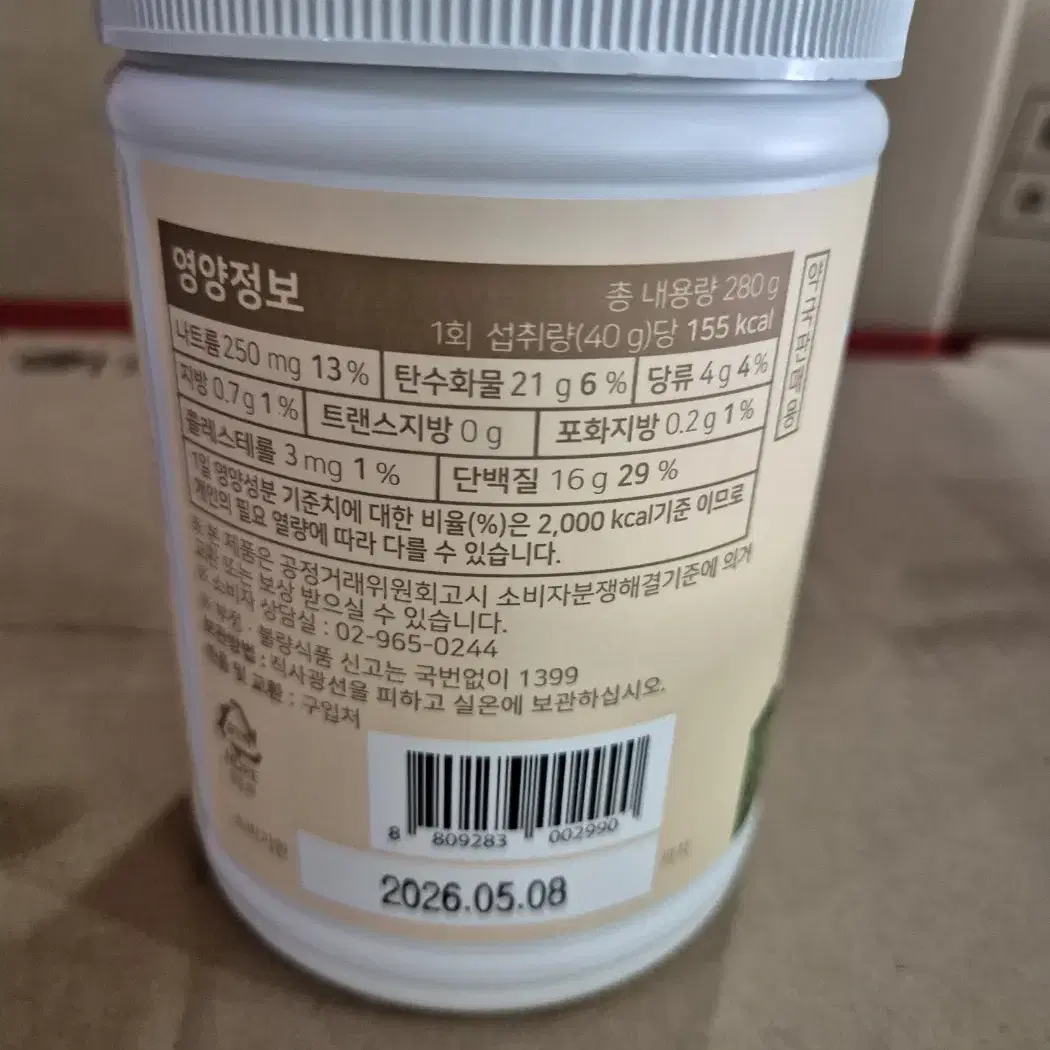 영양정보
총 내용량 280 g
1회 섭취량(40 g)당 155 kcal
나트륨 250 mg 13 % 탄수화물 21 g 6 % 당류 4 g 4 %
지방 0.7 g 1 % 트랜스지방 0 g 포화지방 0.2 g 1 %
콜레스테롤 3 mg 1 % 단백질 16 g 29 %
1일 영양성분 기준치에 대한 비율(%)은 2,000 kcal기준 이므로
개인의 필요 열량에 따라 다를 수 있습니다.
※ 본 제품은 공정거래위원회고시 소비자분쟁해결기준에 의거
교환 또는 보상 받으실 수 있습니다.
※ 소비자 상담실 : 02-965-0244
※ 부정 · 불량식품 신고는 국번없이 1399
보관방법 : 직사광선을 피하고 실온에 보관하십시오.
반품 및 교환 : 구입처
약국판매용
HDPE
8 809283 002990
소비기한
2026.05.08